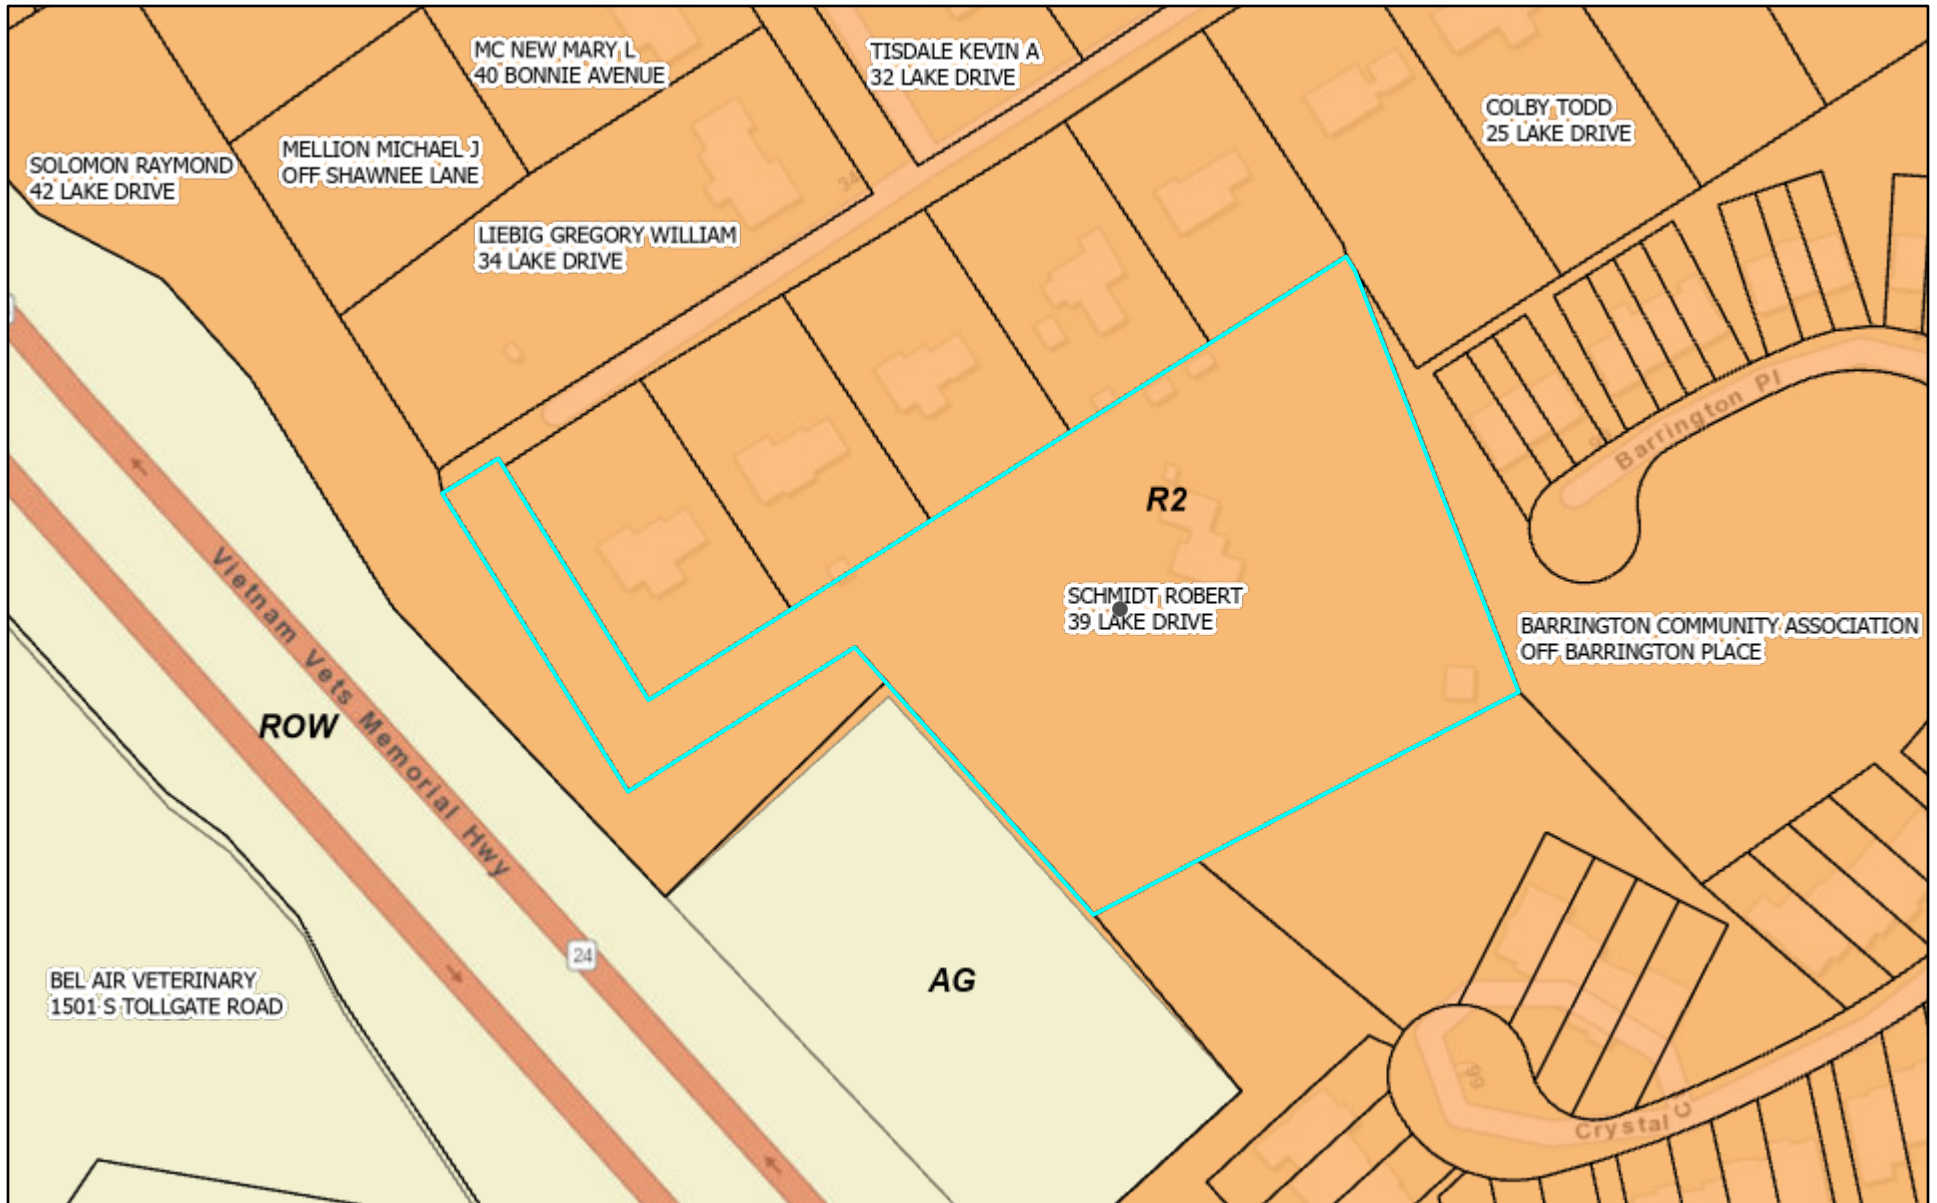 MC NEW MARY L
40 BONNIE AVENUE
TISDALE KEVIN A
32 LAKE DRIVE
COLBY TODD
25 LAKE DRIVE
SOLOMON RAYMOND
42 LAKE DRIVE
MELLION MICHAEL J
OFF SHAWNEE LANE
34
LIEBIG GREGORY WILLIAM
34 LAKE DRIVE
Barrington Pl
R2
SCHMIDT ROBERT
39 LAKE DRIVE
BARRINGTON COMMUNITY ASSOCIATION
OFF BARRINGTON PLACE
Vietnam Vets Memorial Hwy
ROW
24
AG
BEL AIR VETERINARY
1501 S TOLLGATE ROAD
99
Crystal C